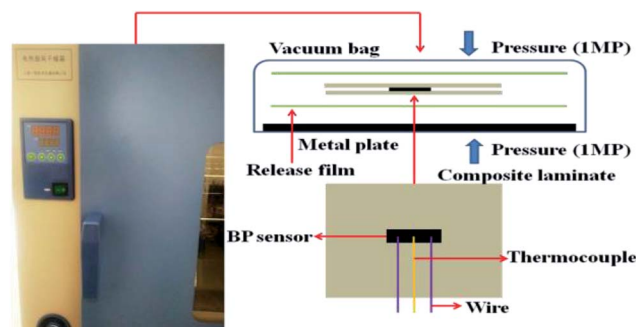 Vacuum bag
Pressure (1MP)
Metal plate
Pressure (1MP)
Release film
Composite laminate
BP sensor
Thermocouple
Wire